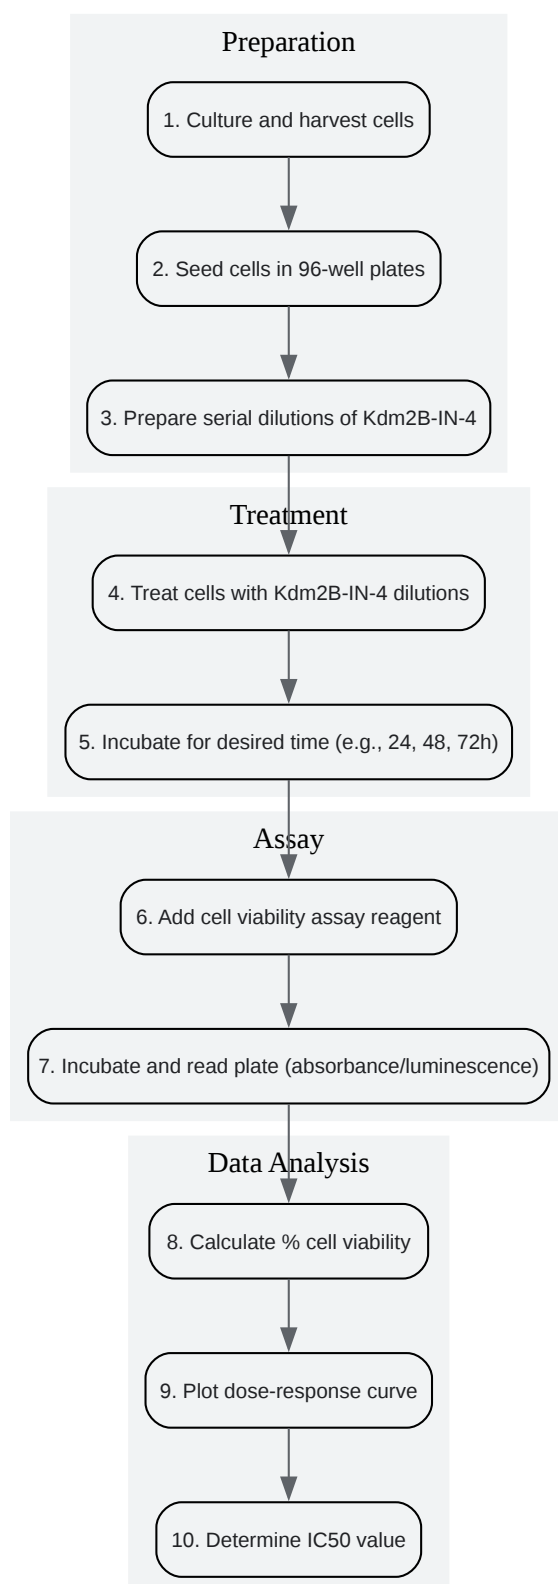 Preparation
1. Culture and harvest cells
2. Seed cells in 96-well plates
3. Prepare serial dilutions of Kdm2B-IN-4
Treatment
4. Treat cells with Kdm2B-IN-4 dilutions
5. Incubate for desired time (e.g., 24, 48, 72h)
Assay
6. Add cell viability assay reagent
7. Incubate and read plate (absorbance/luminescence)
Data Analysis
8. Calculate % cell viability
9. Plot dose-response curve
10. Determine IC50 value